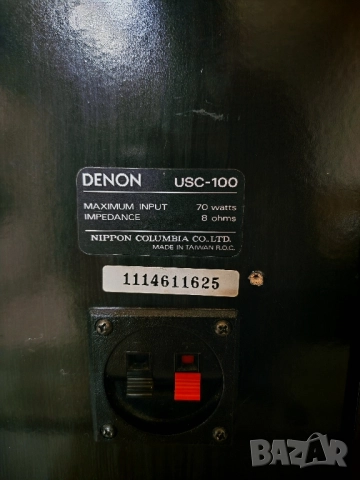 DENON USC-100
MAXIMUM INPUT 70 watts
IMPEDANCE 8 ohms
NIPPON COLUMBIA CO.,LTD.
MADE IN TAIWAN R.O.C.
1114611625
BAZAR
bg